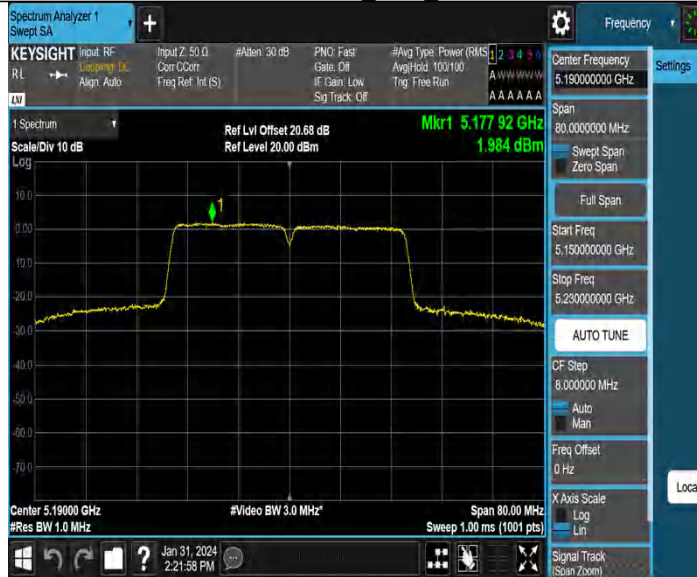 Spectrum Analyzer 1
Swept SA
Frequency
KEYSIGHT
RL
Input: RF
Coupling: DC
Align: Auto
Input Z: 50 Ω
Corr CCorr
Freq Ref: Int (S)
#Atten: 30 dB
PNO: Fast
Gate: Off
IF Gain: Low
Sig Track: Off
#Avg Type: Power (RMS
Avg|Hold: 100/100
Trig: Free Run
1 2 3 4 5 6
A W W W W W
A A A A A A
1 Spectrum
Scale/Div 10 dB
Log
Ref Lvl Offset 20.68 dB
Ref Level 20.00 dBm
Mkr1 5.177 92 GHz
1.984 dBm
1
10.0
0.00
-10.0
-20.0
-30.0
-40.0
-50.0
-60.0
-70.0
Center 5.19000 GHz
#Res BW 1.0 MHz
#Video BW 3.0 MHz*
Span 80.00 MHz
Sweep 1.00 ms (1001 pts)
?
Jan 31, 2024
2:21:58 PM
Center Frequency
5.190000000 GHz
Settings
Span
80.0000000 MHz
Swept Span
Zero Span
Full Span
Start Freq
5.150000000 GHz
Stop Freq
5.230000000 GHz
AUTO TUNE
CF Step
8.000000 MHz
Auto
Man
Freq Offset
0 Hz
X Axis Scale
Log
Lin
Loca
Signal Track
(Span Zoom)